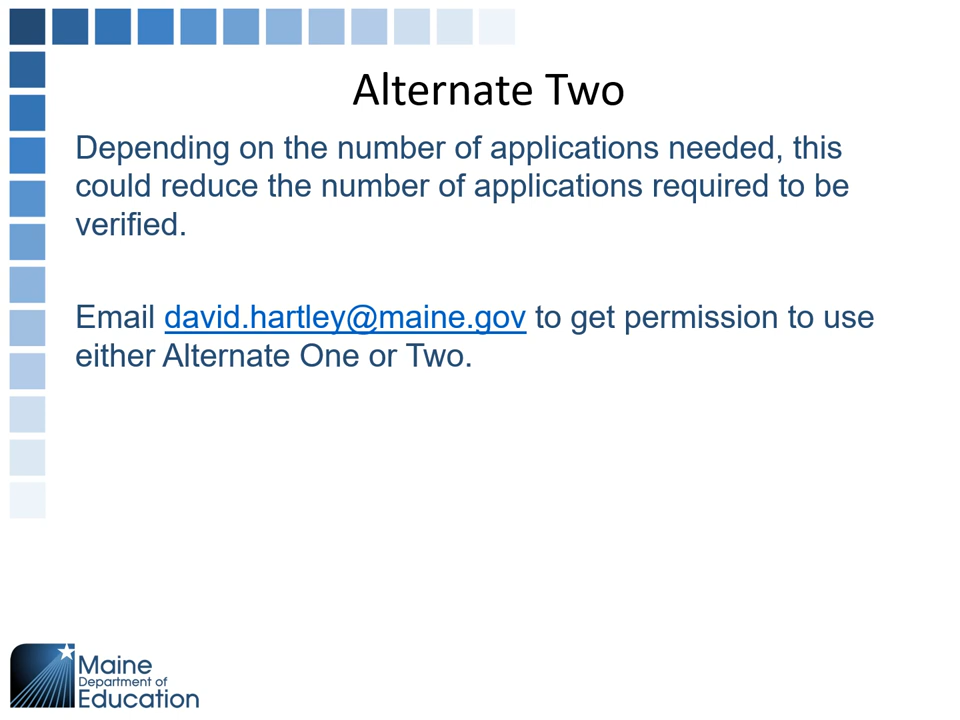 Alternate Two
Depending on the number of applications needed, this
could reduce the number of applications required to be
verified.
Email david.hartley@maine.gov to get permission to use
either Alternate One or Two.
Maine
Department of
Education